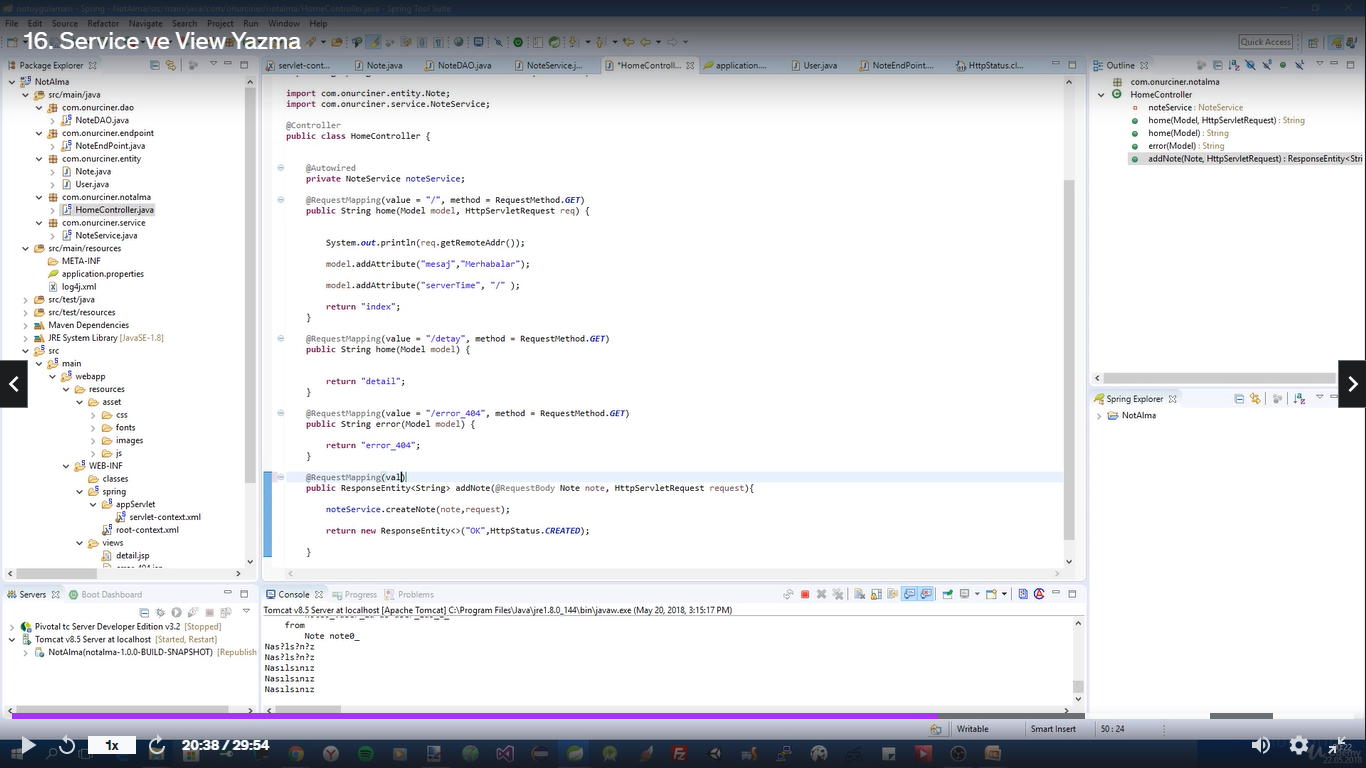 notuygulaması - Spring - NotAlma/src/main/java/com/onurciner/notalma/HomeController.java - Spring Tool Suite
File Edit Source Refactor Navigate Search Project Run Window Help
16. Service ve View Yazma
Quick Access
Package Explorer
NotAlma
src/main/java
com.onurciner.dao
NoteDAO.java
com.onurciner.endpoint
NoteEndPoint.java
com.onurciner.entity
Note.java
User.java
com.onurciner.notalma
HomeController.java
com.onurciner.service
NoteService.java
src/main/resources
META-INF
application.properties
log4j.xml
src/test/java
src/test/resources
Maven Dependencies
JRE System Library [JavaSE-1.8]
src
main
webapp
resources
asset
css
fonts
images
js
WEB-INF
classes
spring
appServlet
servlet-context.xml
root-context.xml
views
detail.jsp
servlet-cont... Note.java NoteDAO.java NoteService.j... *HomeControll... application.... User.java NoteEndPoint.... HttpStatus.cl...
import com.onurciner.entity.Note;
import com.onurciner.service.NoteService;
@Controller
public class HomeController {
@Autowired
private NoteService noteService;
@RequestMapping(value = "/", method = RequestMethod.GET)
public String home(Model model, HttpServletRequest req) {
System.out.println(req.getRemoteAddr());
model.addAttribute("mesaj","Merhabalar");
model.addAttribute("serverTime", "/" );
return "index";
}
@RequestMapping(value = "/detay", method = RequestMethod.GET)
public String home(Model model) {
return "detail";
}
@RequestMapping(value = "/error_404", method = RequestMethod.GET)
public String error(Model model) {
return "error_404";
}
@RequestMapping(val)
public ResponseEntity<String> addNote(@RequestBody Note note, HttpServletRequest request){
noteService.createNote(note,request);
return new ResponseEntity<>("OK",HttpStatus.CREATED);
}
Outline
com.onurciner.notalma
HomeController
noteService : NoteService
home(Model, HttpServletRequest) : String
home(Model) : String
error(Model) : String
addNote(Note, HttpServletRequest) : ResponseEntity<Stri
Spring Explorer
NotAlma
Servers Boot Dashboard
Pivotal tc Server Developer Edition v3.2 [Stopped]
Tomcat v8.5 Server at localhost [Started, Restart]
NotAlma(notalma-1.0.0-BUILD-SNAPSHOT) [Republish
Console Progress Problems
Tomcat v8.5 Server at localhost [Apache Tomcat] C:\Program Files\Java\jre1.8.0_144\bin\javaw.exe (May 20, 2018, 3:15:17 PM)
from
Note note0_
Nas?ls?n?z
Nas?ls?n?z
Nasılsınız
Nasılsınız
Nasılsınız
Writable Smart Insert 50 : 24
1x 20:38 / 29:54
22.05.2018